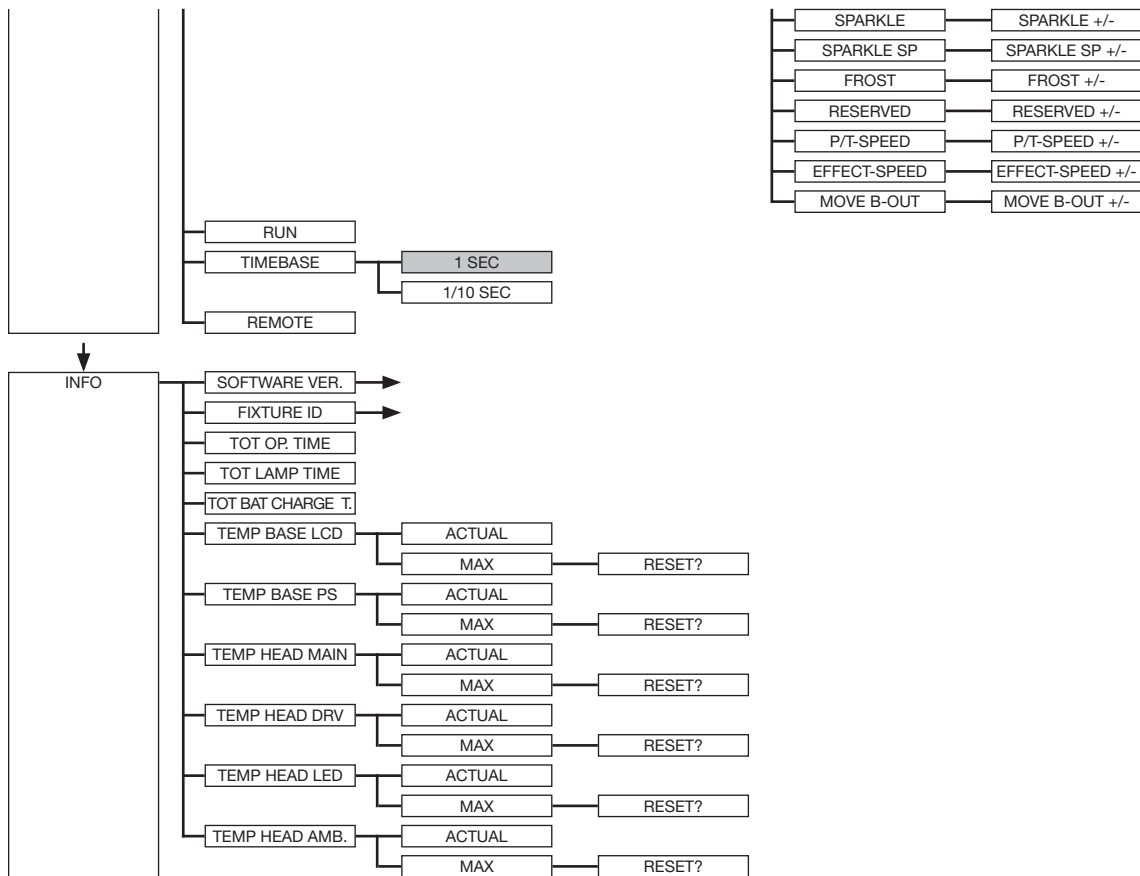 SPARKLE SPARKLE +/-
SPARKLE SP SPARKLE SP +/-
FROST FROST +/-
RESERVED RESERVED +/-
P/T-SPEED P/T-SPEED +/-
EFFECT-SPEED EFFECT-SPEED +/-
MOVE B-OUT MOVE B-OUT +/-
RUN
TIMEBASE 1 SEC
1/10 SEC
REMOTE
INFO SOFTWARE VER.
FIXTURE ID
TOT OP. TIME
TOT LAMP TIME
TOT BAT CHARGE T.
TEMP BASE LCD ACTUAL
MAX RESET?
TEMP BASE PS ACTUAL
MAX RESET?
TEMP HEAD MAIN ACTUAL
MAX RESET?
TEMP HEAD DRV ACTUAL
MAX RESET?
TEMP HEAD LED ACTUAL
MAX RESET?
TEMP HEAD AMB. ACTUAL
MAX RESET?